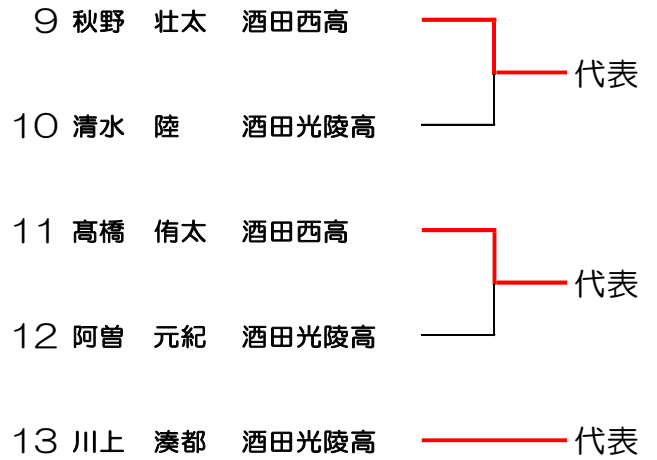 9 秋野 壮太 酒田西高
代表
10 清水 陸 酒田光陵高
11 髙橋 侑太 酒田西高
代表
12 阿曽 元紀 酒田光陵高
13 川上 湊都 酒田光陵高 代表